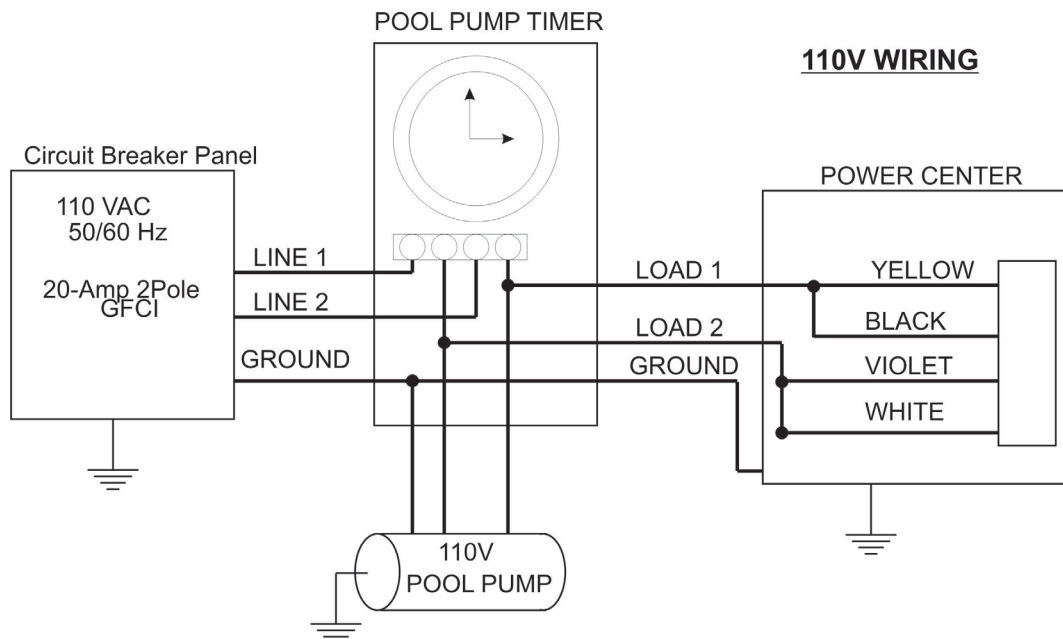 POOL PUMP TIMER
110V WIRING
Circuit Breaker Panel
110 VAC
50/60 Hz
20-Amp 2Pole
GFCI
LINE 1
LINE 2
GROUND
LOAD 1
LOAD 2
GROUND
POWER CENTER
YELLOW
BLACK
VIOLET
WHITE
110V
POOL PUMP